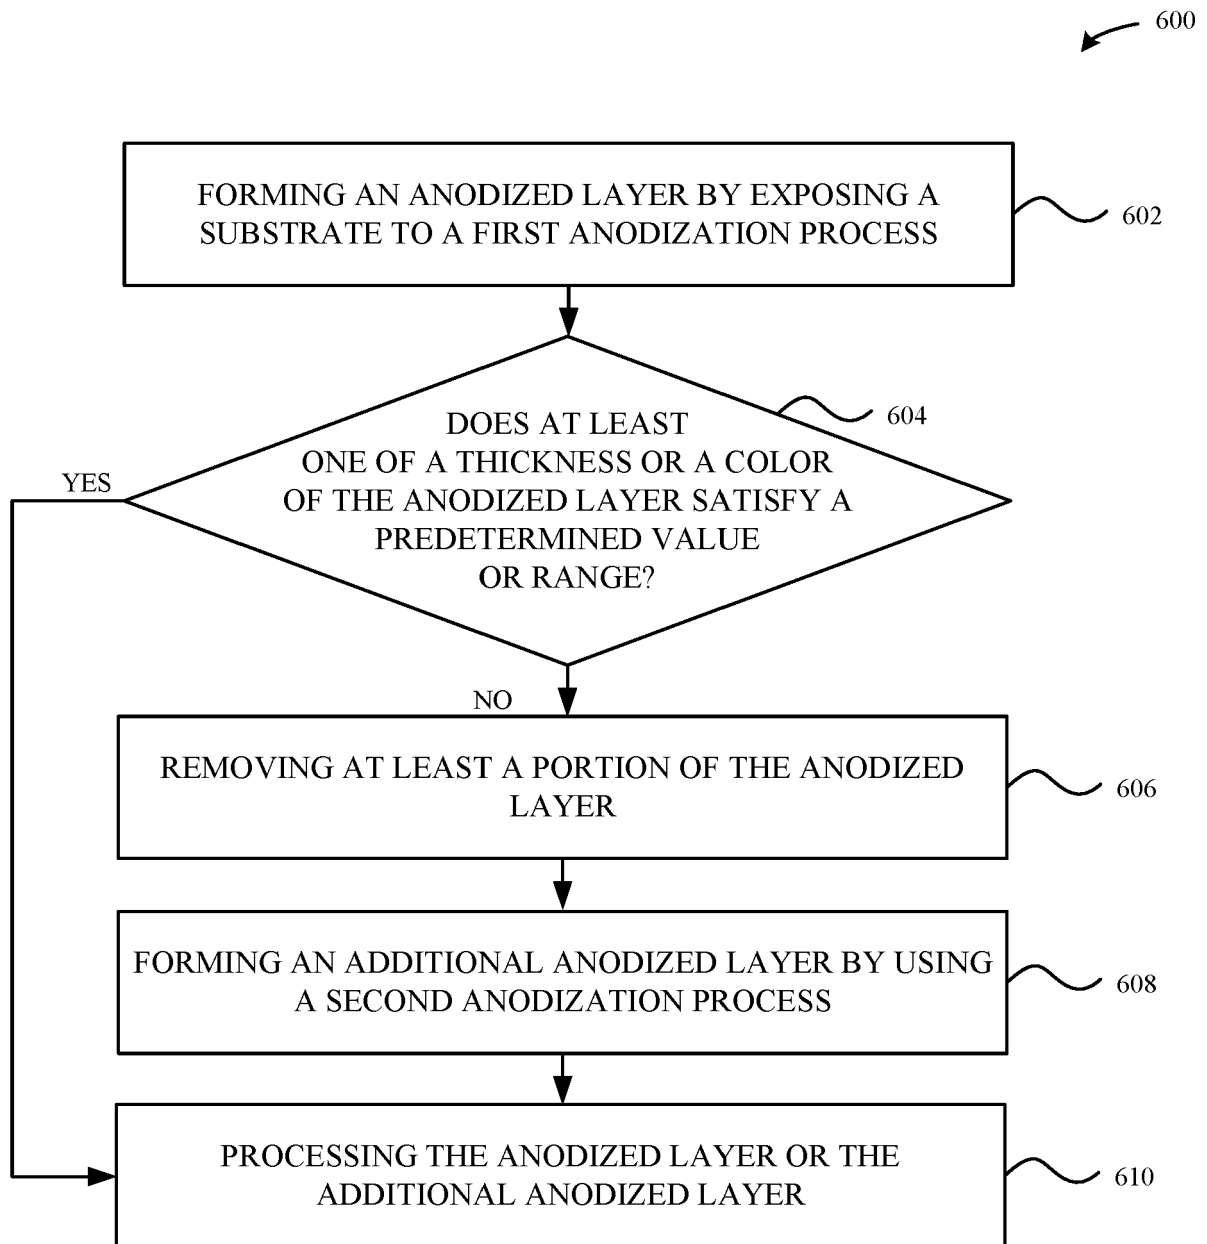 600
FORMING AN ANODIZED LAYER BY EXPOSING A
SUBSTRATE TO A FIRST ANODIZATION PROCESS
602
604
DOES AT LEAST
ONE OF A THICKNESS OR A COLOR
OF THE ANODIZED LAYER SATISFY A
PREDETERMINED VALUE
OR RANGE?
YES
NO
REMOVING AT LEAST A PORTION OF THE ANODIZED
LAYER
606
FORMING AN ADDITIONAL ANODIZED LAYER BY USING
A SECOND ANODIZATION PROCESS
608
PROCESSING THE ANODIZED LAYER OR THE
ADDITIONAL ANODIZED LAYER
610